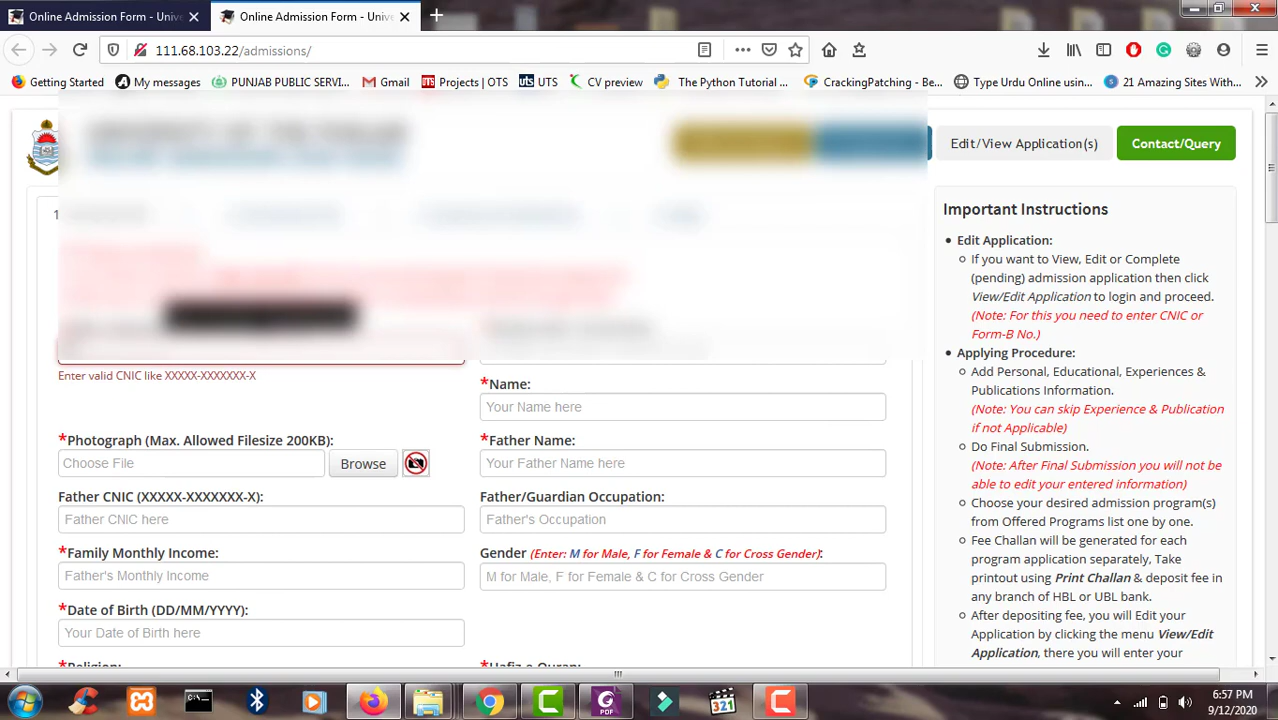 Online Admission Form - Unive
Online Admission Form - Unive
111.68.103.22/admissions/
Getting Started
My messages
PUNJAB PUBLIC SERVI...
Gmail
Projects | OTS
UTS
CV preview
The Python Tutorial ...
CrackingPatching - Be...
Type Urdu Online using...
21 Amazing Sites With...
Edit/View Application(s)
Contact/Query
1
Enter valid CNIC like XXXXX-XXXXXXX-X
*Name:
Your Name here
*Photograph (Max. Allowed Filesize 200KB):
Choose File
Browse
*Father Name:
Your Father Name here
Father CNIC (XXXXX-XXXXXXX-X):
Father CNIC here
Father/Guardian Occupation:
Father's Occupation
*Family Monthly Income:
Father's Monthly Income
Gender (Enter: M for Male, F for Female & C for Cross Gender):
M for Male, F for Female & C for Cross Gender
*Date of Birth (DD/MM/YYYY):
Your Date of Birth here
*Religion:
*Hafiz-e-Quran:
Important Instructions
Edit Application:
If you want to View, Edit or Complete
(pending) admission application then click
View/Edit Application to login and proceed.
(Note: For this you need to enter CNIC or
Form-B No.)
Applying Procedure:
Add Personal, Educational, Experiences &
Publications Information.
(Note: You can skip Experience & Publication
if not Applicable)
Do Final Submission.
(Note: After Final Submission you will not be
able to edit your entered information)
Choose your desired admission program(s)
from Offered Programs list one by one.
Fee Challan will be generated for each
program application separately, Take
printout using Print Challan & deposit fee in
any branch of HBL or UBL bank.
After depositing fee, you will Edit your
Application by clicking the menu View/Edit
Application, there you will enter your
PDF
321
6:57 PM
9/12/2020